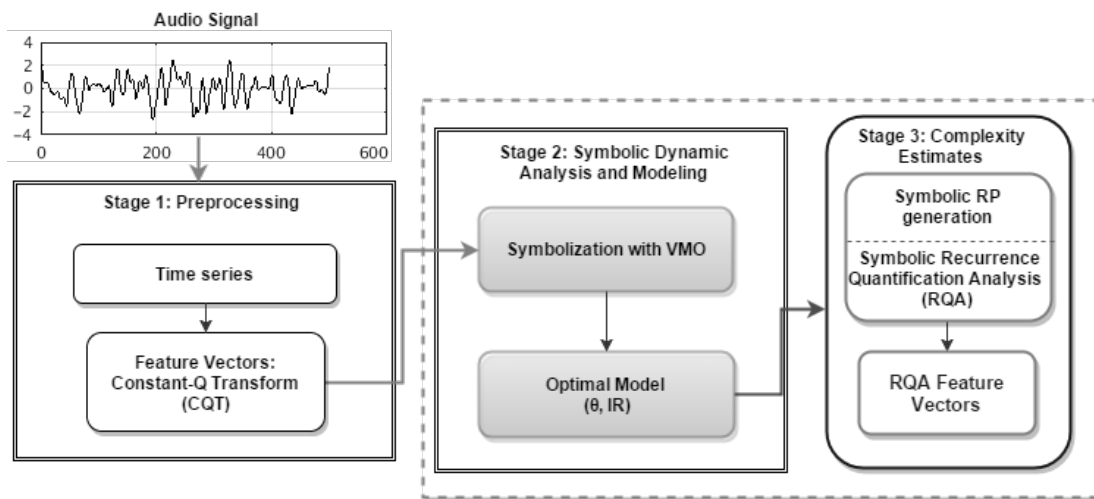 Audio Signal
4
2
0
−2
−4
0 200 400 600
Stage 1: Preprocessing
Time series
Feature Vectors:
Constant-Q Transform
(CQT)
Stage 2: Symbolic Dynamic
Analysis and Modeling
Symbolization with VMO
Optimal Model
(θ, IR)
Stage 3: Complexity
Estimates
Symbolic RP
generation
Symbolic Recurrence
Quantification Analysis
(RQA)
RQA Feature
Vectors